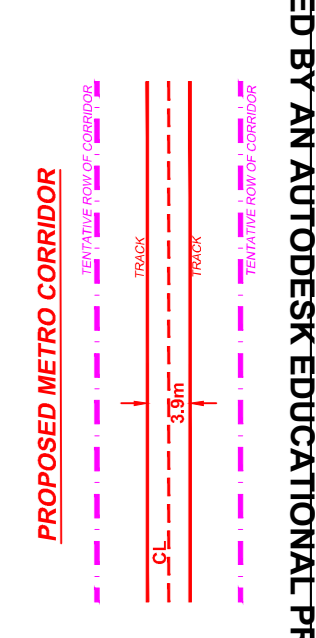 PROPOSED METRO CORRIDOR
TENTATIVE ROW OF CORRIDOR
TRACK
CL
3.9m
TRACK
TENTATIVE ROW OF CORRIDOR
ED BY AN AUTODESK EDUCATIONAL PR